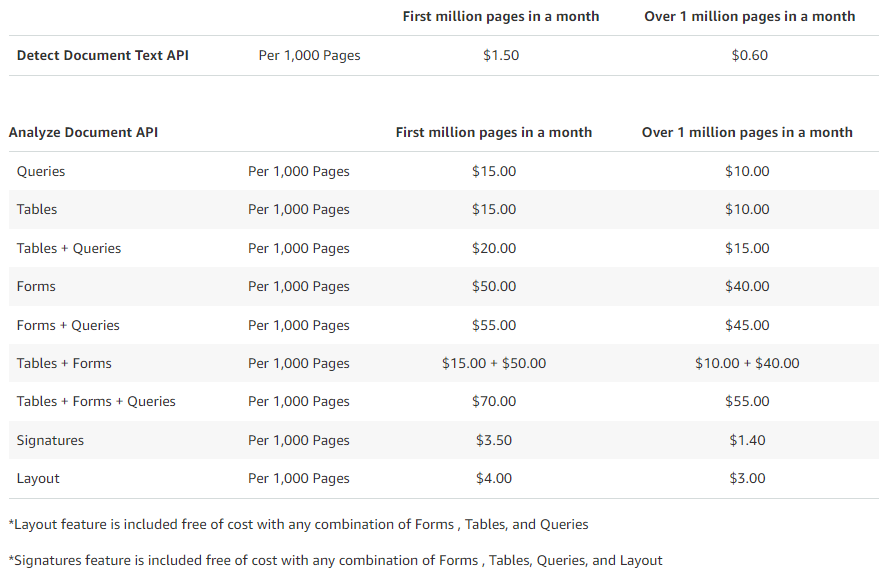 First million pages in a month Over 1 million pages in a month
Detect Document Text API Per 1,000 Pages $1.50 $0.60
Analyze Document API First million pages in a month Over 1 million pages in a month
Queries Per 1,000 Pages $15.00 $10.00
Tables Per 1,000 Pages $15.00 $10.00
Tables + Queries Per 1,000 Pages $20.00 $15.00
Forms Per 1,000 Pages $50.00 $40.00
Forms + Queries Per 1,000 Pages $55.00 $45.00
Tables + Forms Per 1,000 Pages $15.00 + $50.00 $10.00 + $40.00
Tables + Forms + Queries Per 1,000 Pages $70.00 $55.00
Signatures Per 1,000 Pages $3.50 $1.40
Layout Per 1,000 Pages $4.00 $3.00
*Layout feature is included free of cost with any combination of Forms , Tables, and Queries
*Signatures feature is included free of cost with any combination of Forms , Tables, Queries, and Layout